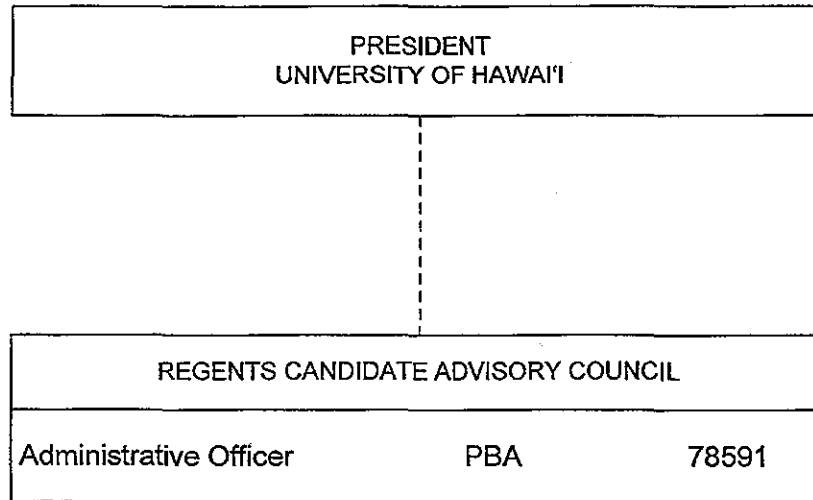 PRESIDENT
UNIVERSITY OF HAWAI‘I
REGENTS CANDIDATE ADVISORY COUNCIL
Administrative Officer PBA 78591